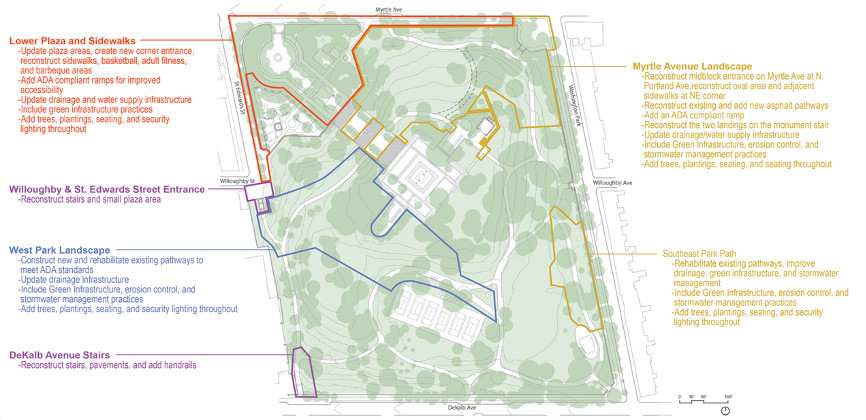 Myrtle Ave
Lower Plaza and Sidewalks
-Update plaza areas, create new corner entrance,
reconstruct sidewalks, basketball, adult fitness,
and barbeque areas
-Add ADA compliant ramps for improved
accessibility
-Update drainage and water supply infrastructure
-Include green infrastructure practices
-Add trees, plantings, seating, and security
lighting throughout
St Edwards St
Willoughby St
Willoughby & St. Edwards Street Entrance
-Reconstruct stairs and small plaza area
West Park Landscape
-Construct new and rehabilitate existing pathways to
meet ADA standards
-Update drainage infrastructure
-Include Green Infrastructure, erosion control, and
stormwater management practices
-Add trees, plantings, seating, and security lighting throughout
DeKalb Avenue Stairs
-Reconstruct stairs, pavements, and add handrails
Myrtle Avenue Landscape
-Reconstruct midblock entrance on Myrtle Ave at N.
Portland Ave,reconstruct oval area and adjacent
sidewalks at NE corner
-Reconstruct existing and add new asphalt pathways
-Add an ADA compliant ramp
-Reconstruct the two landings on the monument stair
-Update drainage/water supply infrastructure
-Include Green Infrastructure, erosion control, and
stormwater management practices
-Add trees, plantings, seating, and seating throughout
Washington Park
Willoughby Ave
Southeast Park Path
-Rehabilitate existing pathways, improve
drainage, green infrastructure, and stormwater
management
-Include Green Infrastructure, erosion control, and
stormwater management practices
-Add trees, plantings, seating, and security
lighting throughout
Dekalb Ave
0' 40' 80' 160'